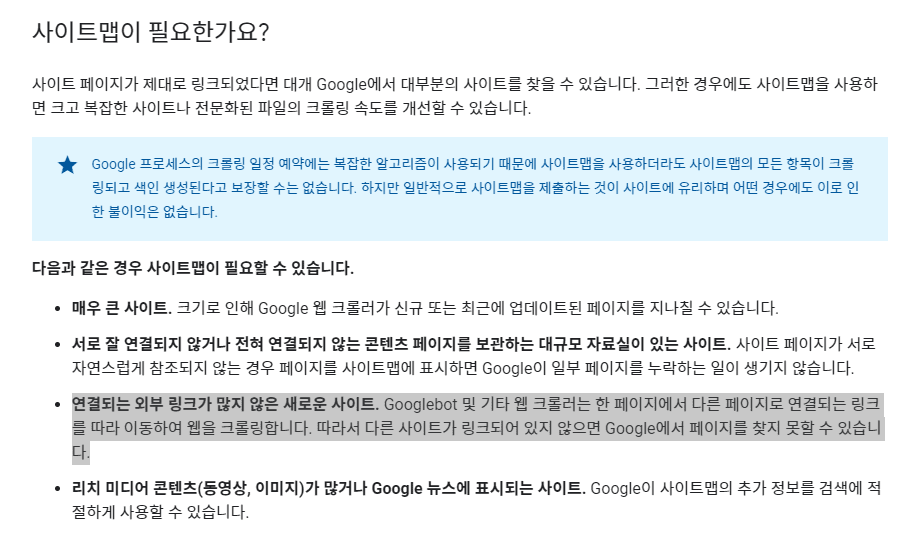 사이트맵이 필요한가요?
사이트 페이지가 제대로 링크되었다면 대개 Google에서 대부분의 사이트를 찾을 수 있습니다. 그러한 경우에도 사이트맵을 사용하
면 크고 복잡한 사이트나 전문화된 파일의 크롤링 속도를 개선할 수 있습니다.
Google 프로세스의 크롤링 일정 예약에는 복잡한 알고리즘이 사용되기 때문에 사이트맵을 사용하더라도 사이트맵의 모든 항목이 크롤
링되고 색인 생성된다고 보장할 수는 없습니다. 하지만 일반적으로 사이트맵을 제출하는 것이 사이트에 유리하며 어떤 경우에도 이로 인
한 불이익은 없습니다.
다음과 같은 경우 사이트맵이 필요할 수 있습니다.
• 매우 큰 사이트. 크기로 인해 Google 웹 크롤러가 신규 또는 최근에 업데이트된 페이지를 지나칠 수 있습니다.
• 서로 잘 연결되지 않거나 전혀 연결되지 않는 콘텐츠 페이지를 보관하는 대규모 자료실이 있는 사이트. 사이트 페이지가 서로
자연스럽게 참조되지 않는 경우 페이지를 사이트맵에 표시하면 Google이 일부 페이지를 누락하는 일이 생기지 않습니다.
• 연결되는 외부 링크가 많지 않은 새로운 사이트. Googlebot 및 기타 웹 크롤러는 한 페이지에서 다른 페이지로 연결되는 링크
를 따라 이동하여 웹을 크롤링합니다. 따라서 다른 사이트가 링크되어 있지 않으면 Google에서 페이지를 찾지 못할 수 있습니
다.
• 리치 미디어 콘텐츠(동영상, 이미지)가 많거나 Google 뉴스에 표시되는 사이트. Google이 사이트맵의 추가 정보를 검색에 적
절하게 사용할 수 있습니다.